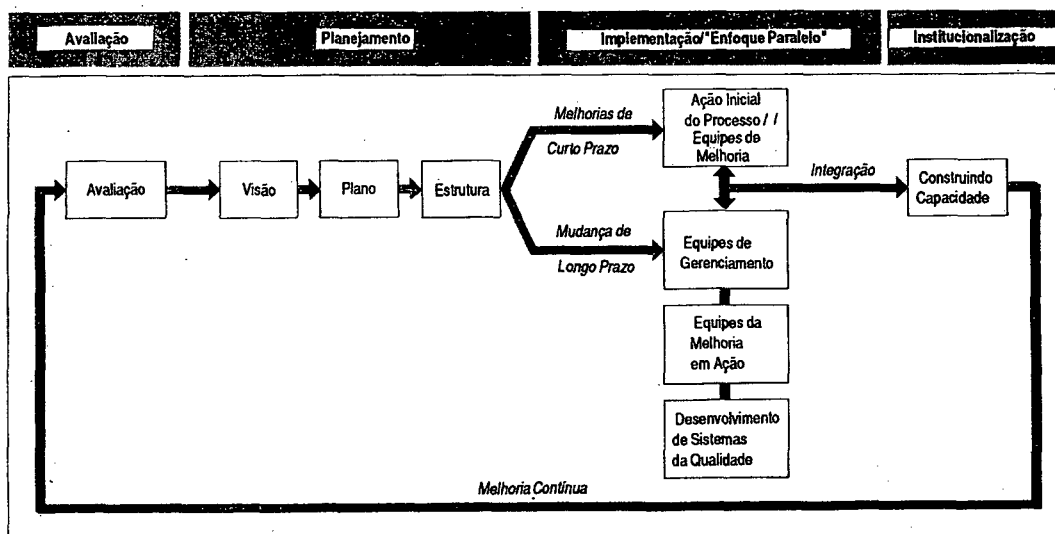 Avaliação
Planejamento
Implementação/"Enfoque Paralelo"
Institucionalização
Melhorias de
Curto Prazo
Ação Inicial
do Processo / /
Equipes de
Melhoria
Avaliação
Visão
Plano
Estrutura
Integração
Construindo
Capacidade
Mudança de
Longo Prazo
Equipes de
Gerenciamento
Equipes da
Melhoria
em Ação
Desenvolvimento
de Sistemas
da Qualidade
Melhoria Contínua